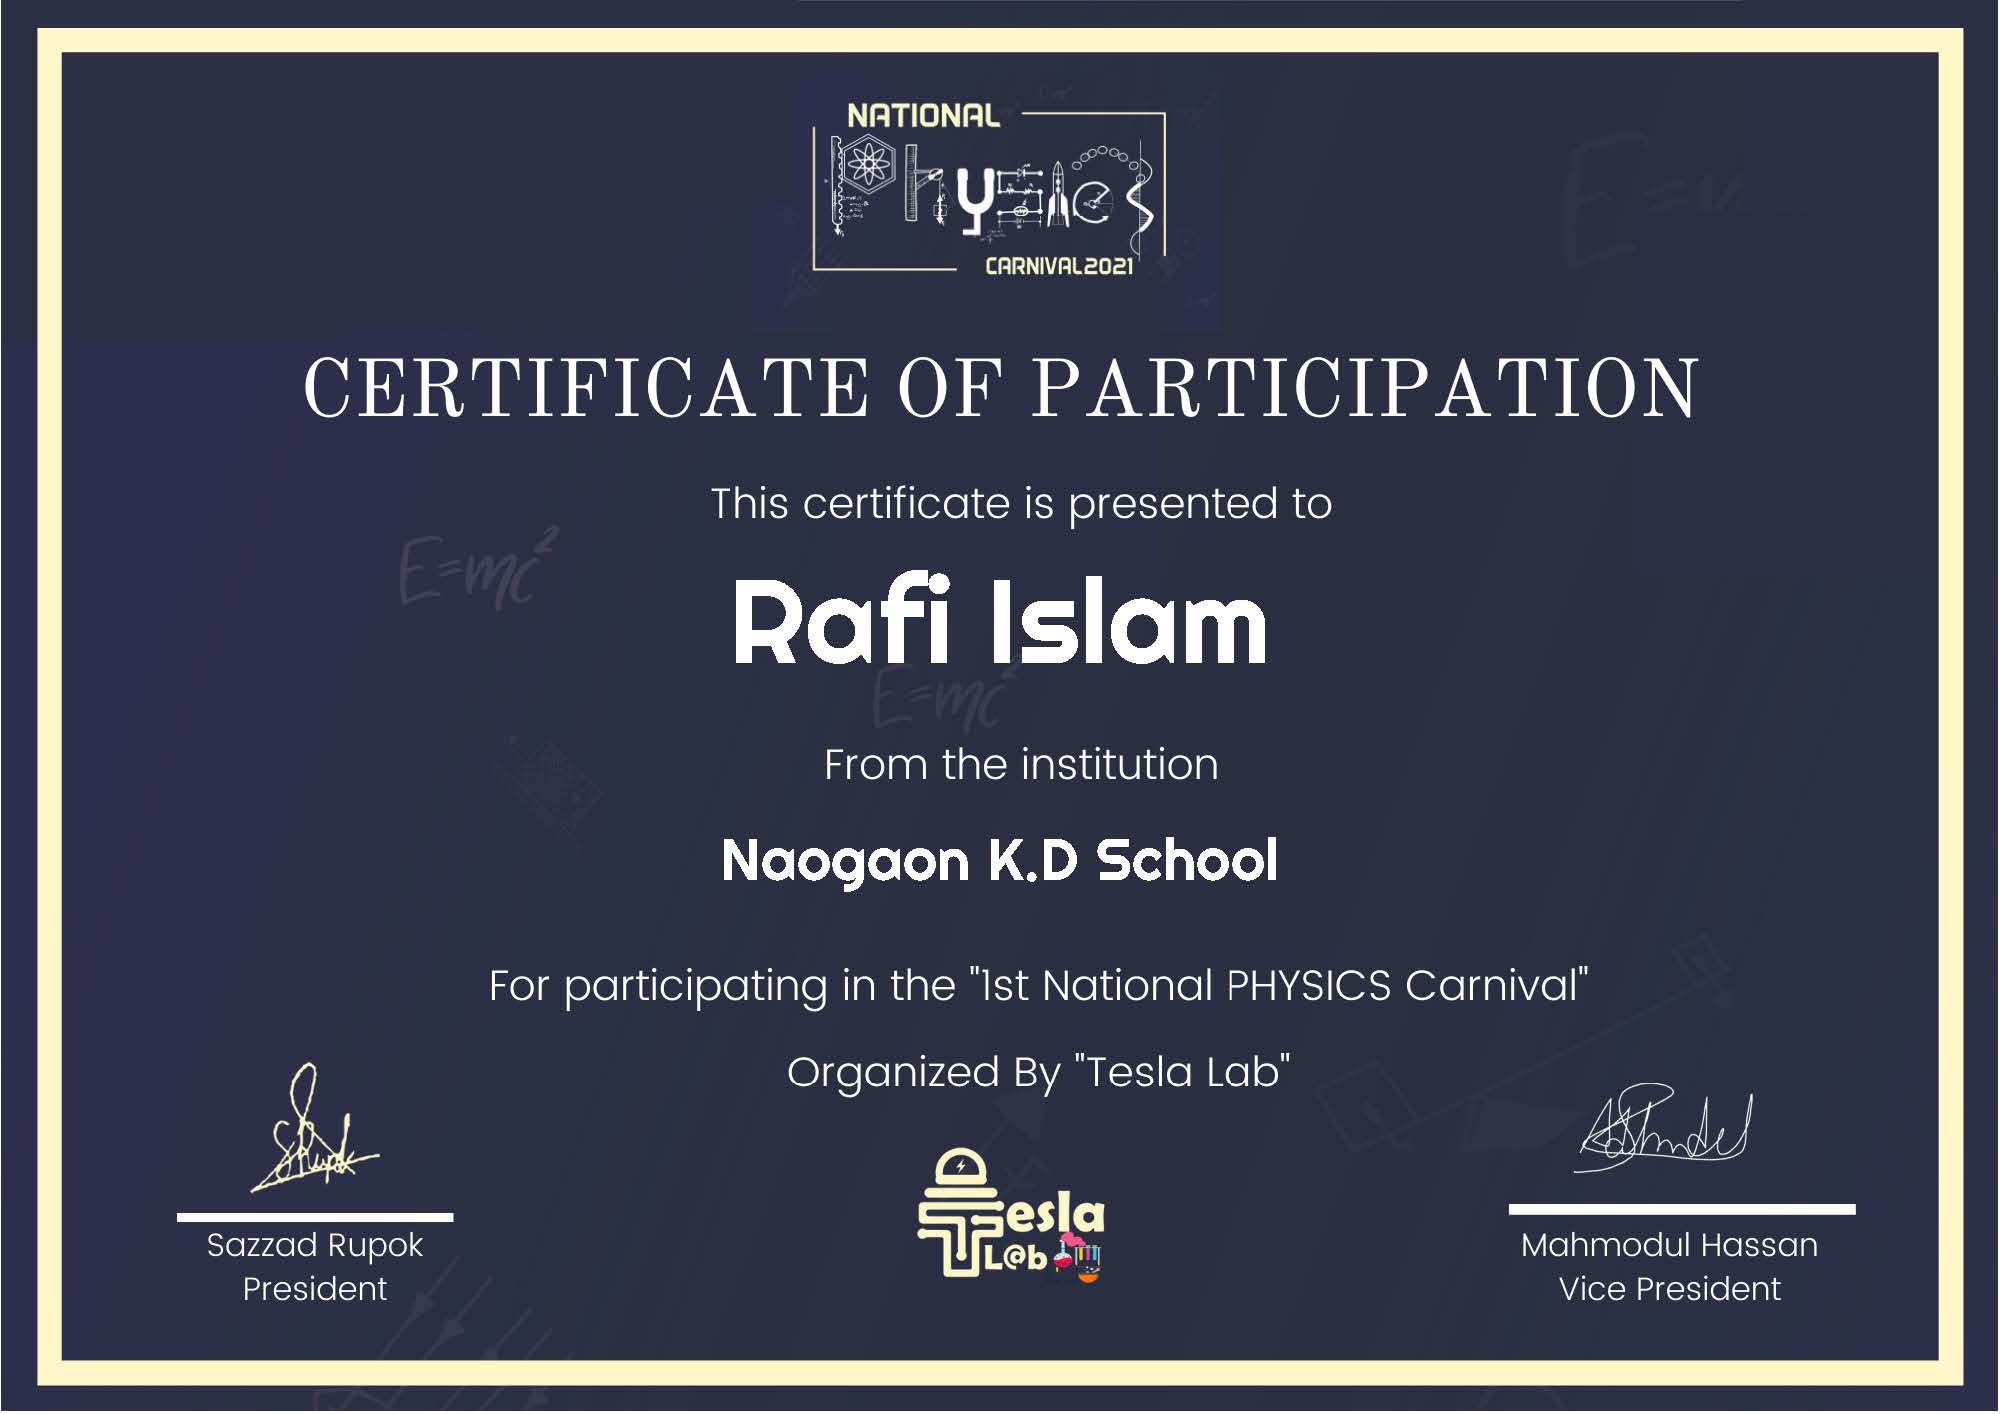 NATIONAL
Physics
CARNIVAL2021
CERTIFICATE OF PARTICIPATION
This certificate is presented to
E=mc²
Rafi Islam
E=mc²
From the institution
Naogaon K.D School
For participating in the "1st National PHYSICS Carnival"
Organized By "Tesla Lab"
Tesla
L@b
Sazzad Rupok
President
Mahmodul Hassan
Vice President